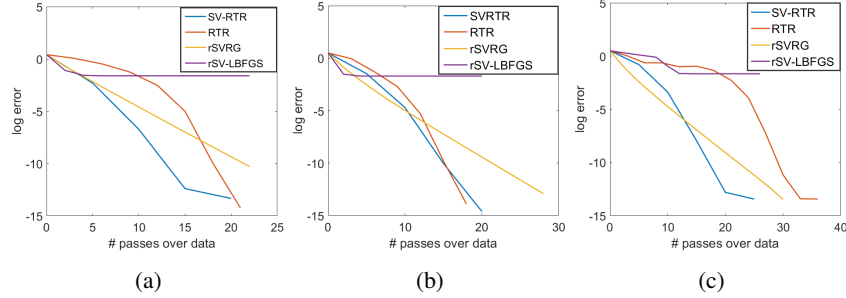 SV-RTR
RTR
rSVRG
rSV-LBFGS
log error
5
0
-5
-10
-15
0 5 10 15 20 25
# passes over data
(a)
SVRTR
RTR
rSVRG
rSV-LBFGS
log error
5
0
-5
-10
-15
0 10 20 30
# passes over data
(b)
SV-RTR
RTR
rSVRG
rSV-LBFGS
log error
5
0
-5
-10
-15
0 10 20 30 40
# passes over data
(c)